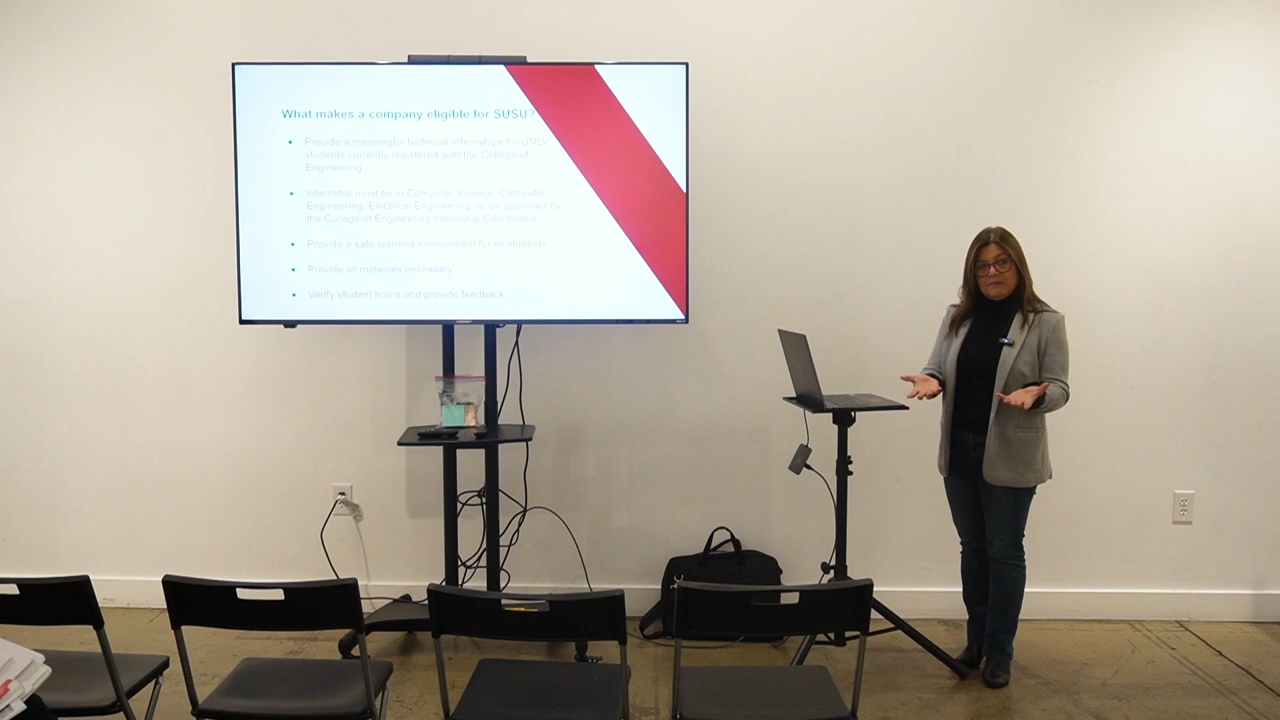 What makes a company eligible for SUSU?
Provide a meaningful technical internships for UNLV
students currently registered with the College of
Engineering
Internship must be in Computer Science, Computer
Engineering, Electrical Engineering, or be approved by
the College of Engineering Internship Coordinator
Provide a safe learning environment for all students
Provide all materials necessary
Verify student hours and provide feedback